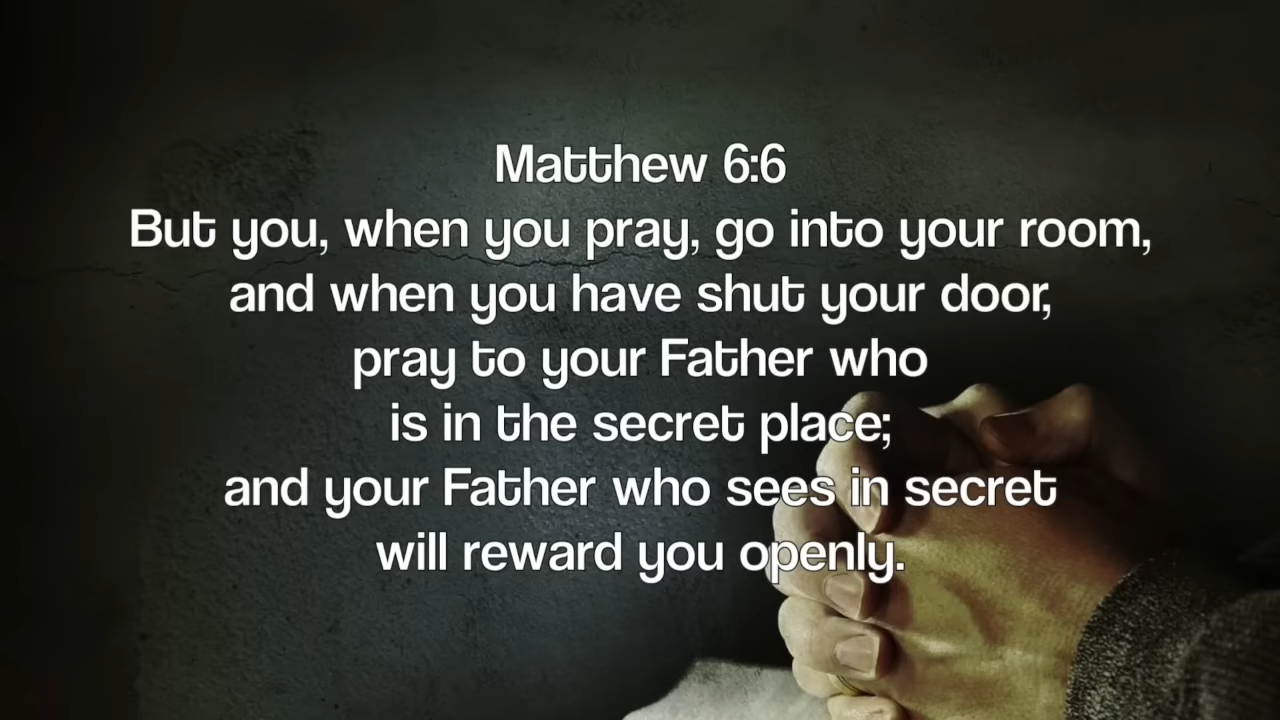 Matthew 6:6
But you, when you pray, go into your room,
and when you have shut your door,
pray to your Father who
is in the secret place;
and your Father who sees in secret
will reward you openly.